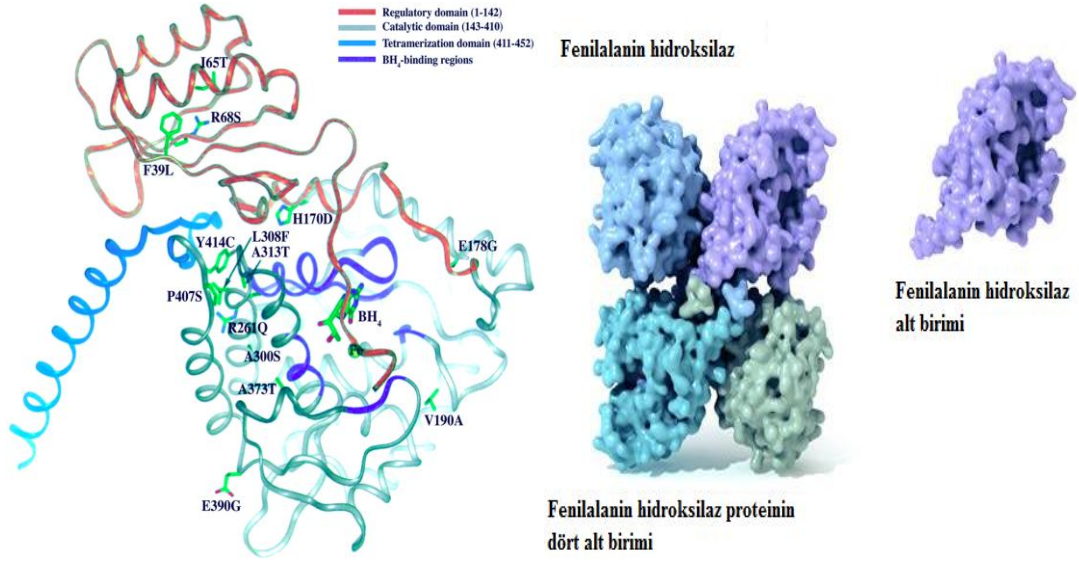 Regulatory domain (1-142)
Catalytic domain (143-410)
Tetramerization domain (411-452)
BH4-binding regions
I65T
R68S
F39L
H170D
E178G
Y414C
L308F
A313T
P407S
BH4
R261Q
A300S
A373T
V190A
E390G
Fenilalanin hidroksilaz
Fenilalanin hidroksilaz
alt birimi
Fenilalanin hidroksilaz proteinin
dört alt birimi